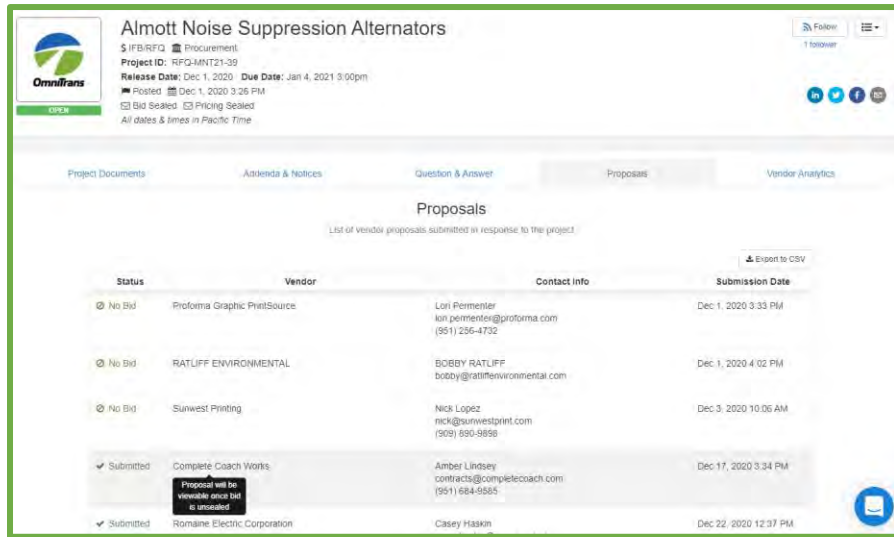 Almott Noise Suppression Alternators
$ IFB/RFQ Procurement
Project ID: RFQ-MNT21-39
Release Date: Dec 1, 2020 Due Date: Jan 4, 2021 3:00pm
Posted Dec 1, 2020 3:26 PM
Bid Sealed Pricing Sealed
All dates & times in Pacific Time
OmniTrans
OPEN
Follow
1 follower
Project Documents Addenda & Notices Question & Answer Proposals Vendor Analytics
Proposals
List of vendor proposals submitted in response to the project
Export to CSV
Status Vendor Contact Info Submission Date
No Bid Proforma Graphic PrintSource Lori Permenter Dec 1, 2020 3:33 PM
lori.permenter@proforma.com
(951) 256-4732
No Bid RATLIFF ENVIRONMENTAL BOBBY RATLIFF Dec 1, 2020 4:02 PM
bobby@ratliffenvironmental.com
No Bid Sunwest Printing Nick Lopez Dec 3, 2020 10:06 AM
nick@sunwestprint.com
(909) 890-9898
Submitted Complete Coach Works Amber Lindsey Dec 17, 2020 3:34 PM
contracts@completecoach.com
(951) 684-9585
Proposal will be
viewable once bid
is unsealed
Submitted Romaine Electric Corporation Casey Haskin Dec 22, 2020 12:37 PM